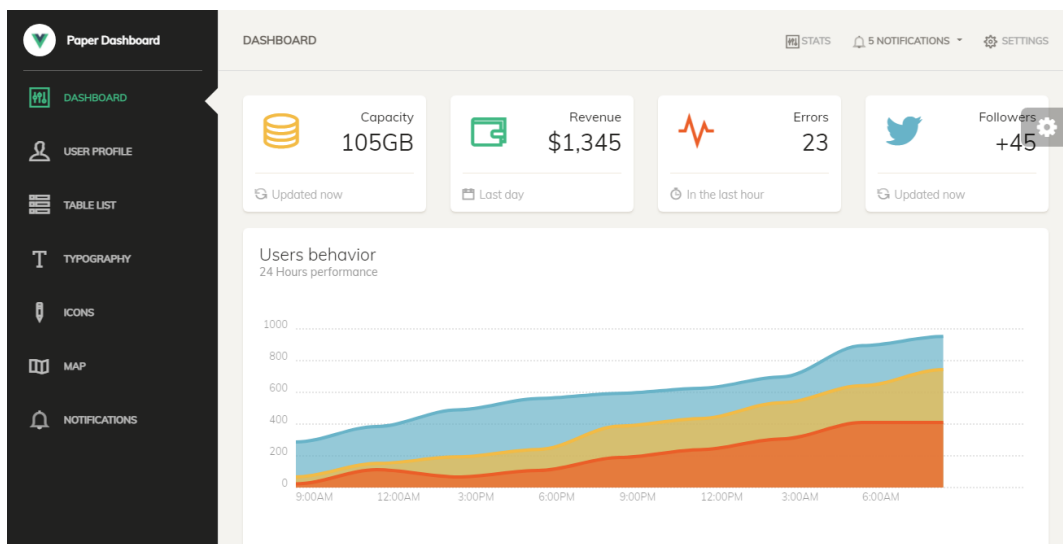 Paper Dashboard
DASHBOARD
USER PROFILE
TABLE LIST
TYPOGRAPHY
ICONS
MAP
NOTIFICATIONS
DASHBOARD
STATS
5 NOTIFICATIONS
SETTINGS
Capacity
105GB
Updated now
Revenue
$1,345
Last day
Errors
23
In the last hour
Followers
+45
Updated now
Users behavior
24 Hours performance
1000
800
600
400
200
0
9:00AM 12:00AM 3:00PM 6:00PM 9:00PM 12:00PM 3:00AM 6:00AM